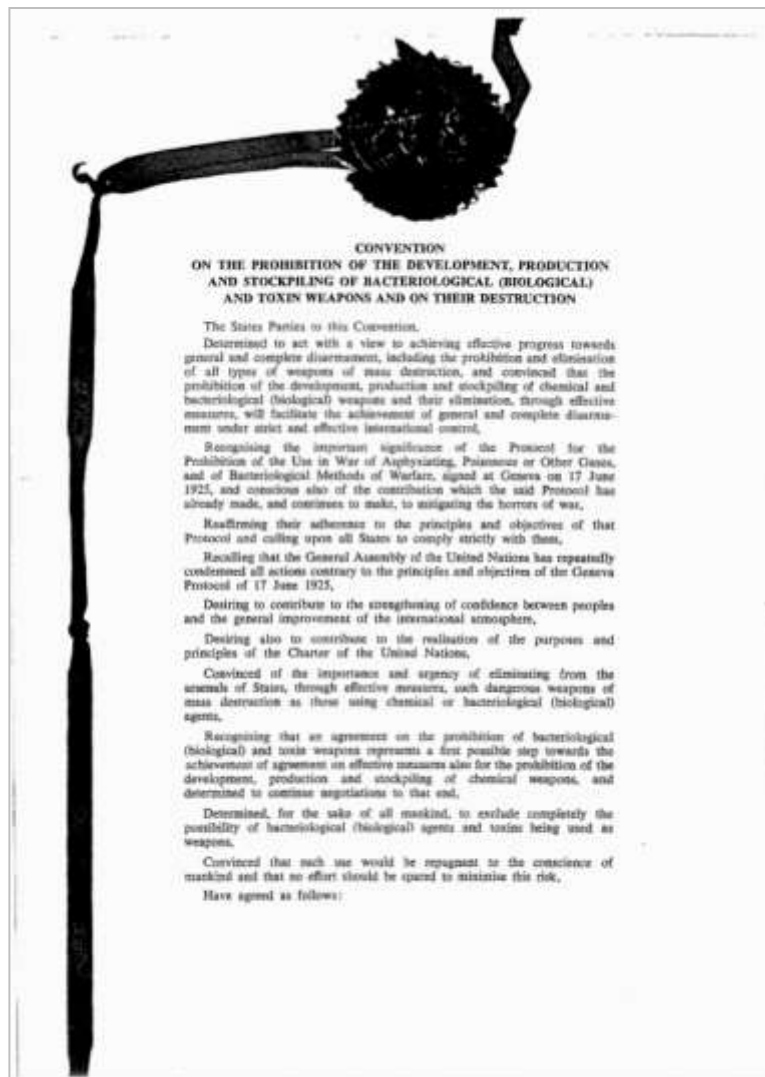 CONVENTION
ON THE PROHIBITION OF THE DEVELOPMENT, PRODUCTION
AND STOCKPILING OF BACTERIOLOGICAL (BIOLOGICAL)
AND TOXIN WEAPONS AND ON THEIR DESTRUCTION
The States Parties to this Convention,
Determined to act with a view to achieving effective progress towards
general and complete disarmament, including the prohibition and elimination
of all types of weapons of mass destruction, and convinced that the
prohibition of the development, production and stockpiling of chemical and
bacteriological (biological) weapons and their elimination, through effective
measures, will facilitate the achievement of general and complete disarma-
ment under strict and effective international control,
Recognising the important significance of the Protocol for the
Prohibition of the Use in War of Asphyxiating, Poisonous or Other Gases,
and of Bacteriological Methods of Warfare, signed at Geneva on 17 June
1925, and conscious also of the contribution which the said Protocol has
already made, and continues to make, to mitigating the horrors of war,
Reaffirming their adherence to the principles and objectives of that
Protocol and calling upon all States to comply strictly with them,
Recalling that the General Assembly of the United Nations has repeatedly
condemned all actions contrary to the principles and objectives of the Geneva
Protocol of 17 June 1925,
Desiring to contribute to the strengthening of confidence between peoples
and the general improvement of the international atmosphere,
Desiring also to contribute to the realisation of the purposes and
principles of the Charter of the United Nations,
Convinced of the importance and urgency of eliminating from the
arsenals of States, through effective measures, such dangerous weapons of
mass destruction as those using chemical or bacteriological (biological)
agents,
Recognising that an agreement on the prohibition of bacteriological
(biological) and toxin weapons represents a first possible step towards the
achievement of agreement on effective measures also for the prohibition of the
development, production and stockpiling of chemical weapons, and
determined to continue negotiations to that end,
Determined, for the sake of all mankind, to exclude completely the
possibility of bacteriological (biological) agents and toxins being used as
weapons,
Convinced that such use would be repugnant to the conscience of
mankind and that no effort should be spared to minimise this risk,
Have agreed as follows: